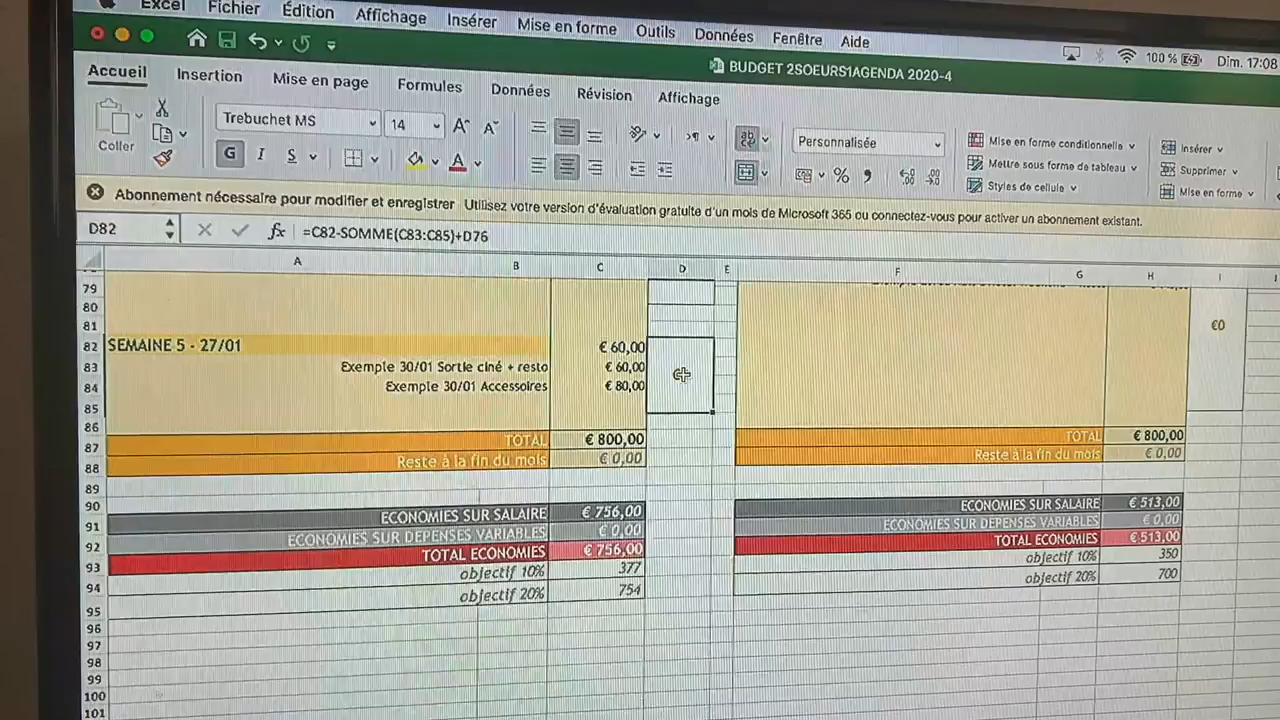 Excel Fichier Édition Affichage Insérer Mise en forme Outils Données Fenêtre Aide
100 % Dim. 17:08
BUDGET 2SOEURS1AGENDA 2020-4
Accueil Insertion Mise en page Formules Données Révision Affichage
Coller
Trebuchet MS 14
G I S
A
Personnalisée
%
Mise en forme conditionnelle
Mettre sous forme de tableau
Styles de cellule
Insérer
Supprimer
Mise en forme
Abonnement nécessaire pour modifier et enregistrer Utilisez votre version d'évaluation gratuite d'un mois de Microsoft 365 ou connectez-vous pour activer un abonnement existant.
D82 fx =C82-SOMME(C83:C85)+D76
A B C D E F G H I
79
80
81 €0
82 SEMAINE 5 - 27/01 € 60,00
83 Exemple 30/01 Sortie ciné + resto € 60,00
84 Exemple 30/01 Accessoires € 80,00
85
86
87 TOTAL € 800,00 TOTAL € 800,00
88 Reste à la fin du mois € 0,00 Reste à la fin du mois € 0,00
89
90
91 ECONOMIES SUR SALAIRE € 756,00 ECONOMIES SUR SALAIRE € 513,00
92 ECONOMIES SUR DEPENSES VARIABLES € 0,00 ECONOMIES SUR DEPENSES VARIABLES € 0,00
93 TOTAL ECONOMIES € 756,00 TOTAL ECONOMIES € 513,00
94 objectif 10% 377 objectif 10% 350
95 objectif 20% 754 objectif 20% 700
96
97
98
99
100
101